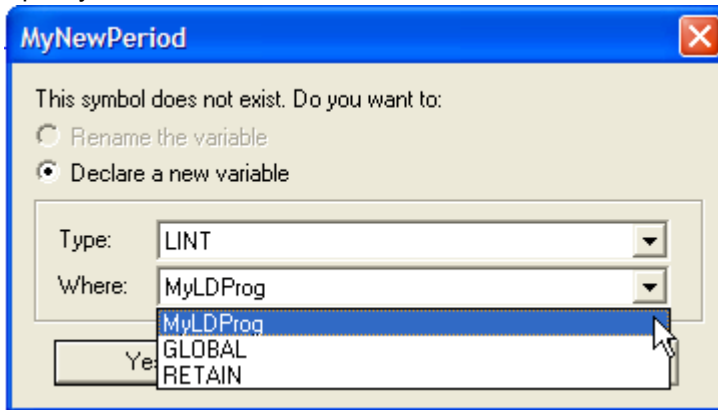 MyNewPeriod
This symbol does not exist. Do you want to:
Rename the variable
Declare a new variable
Type: LINT
Where: MyLDProg
MyLDProg
GLOBAL
RETAIN